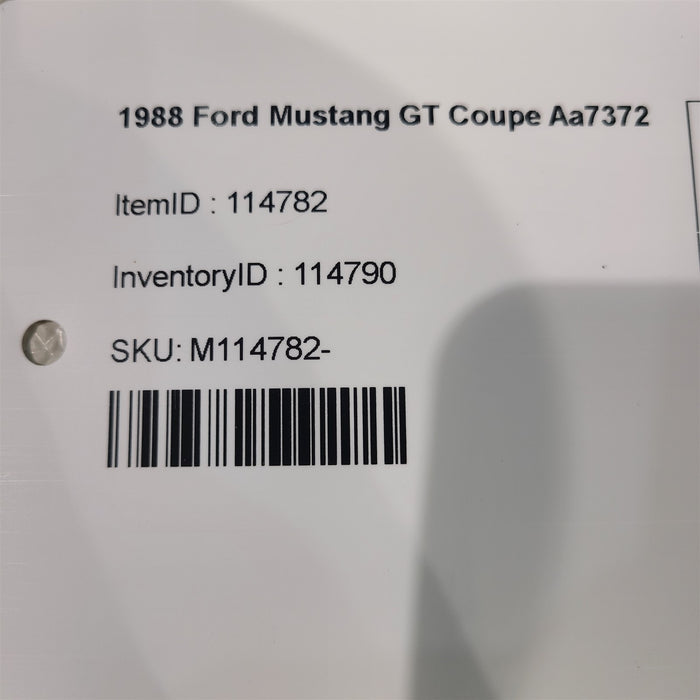 1988 Ford Mustang GT Coupe Aa7372
ItemID : 114782
InventoryID : 114790
SKU: M114782-